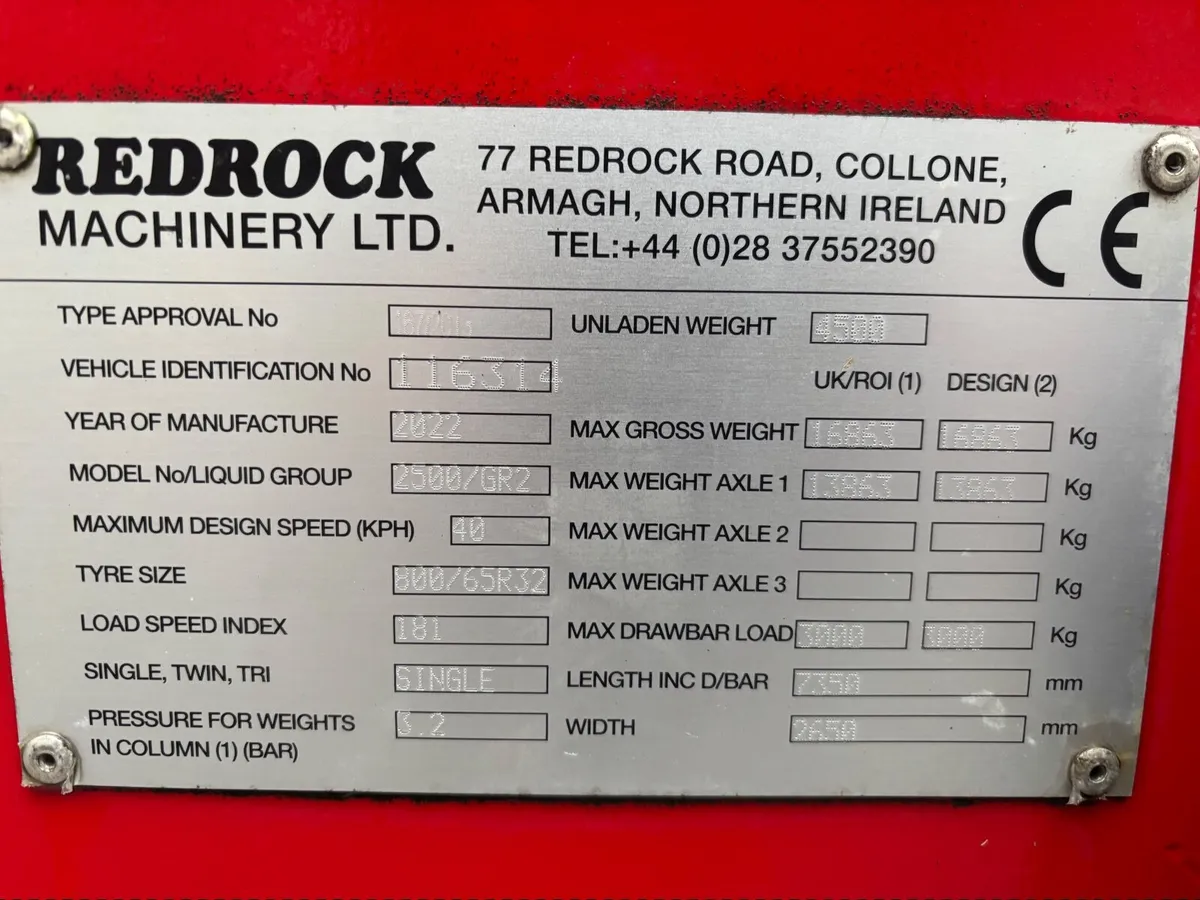 REDROCK
MACHINERY LTD.
77 REDROCK ROAD, COLLONE,
ARMAGH, NORTHERN IRELAND
TEL:+44 (0)28 37552390
CE
TYPE APPROVAL No
UNLADEN WEIGHT 4500
VEHICLE IDENTIFICATION No 116314
UK/ROI (1) DESIGN (2)
YEAR OF MANUFACTURE 2022
MAX GROSS WEIGHT 16863 16863 Kg
MODEL No/LIQUID GROUP 2500/GR2
MAX WEIGHT AXLE 1 13863 13863 Kg
MAXIMUM DESIGN SPEED (KPH) 40
MAX WEIGHT AXLE 2 Kg
TYRE SIZE 800/65R32
MAX WEIGHT AXLE 3 Kg
LOAD SPEED INDEX 181
MAX DRAWBAR LOAD 3000 3000 Kg
SINGLE, TWIN, TRI SINGLE
LENGTH INC D/BAR 7350 mm
PRESSURE FOR WEIGHTS
IN COLUMN (1) (BAR) 3.2
WIDTH 2650 mm